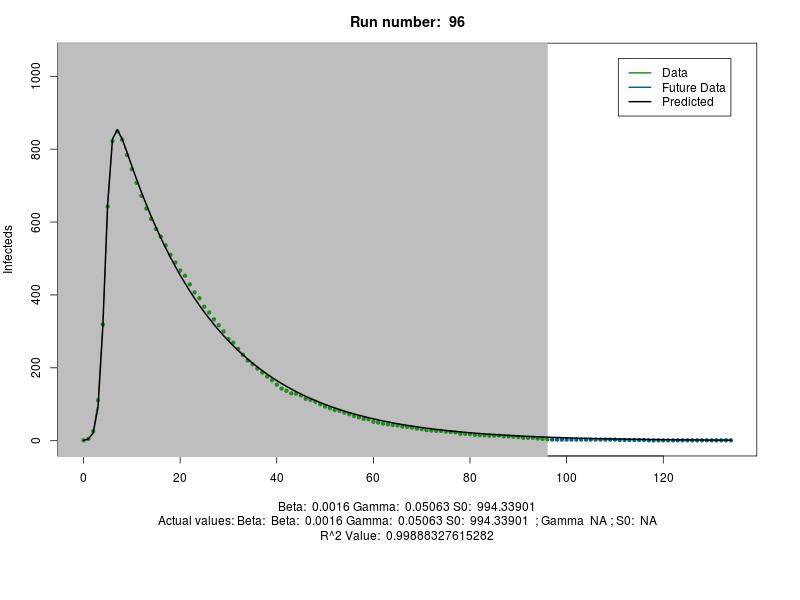 Run number:  96
Data
Future Data
Predicted
1000
800
600
400
200
0
Infecteds
0 20 40 60 80 100 120
Beta:  0.0016 Gamma:  0.05063 S0:  994.33901
Actual values: Beta:  Beta:  0.0016 Gamma:  0.05063 S0:  994.33901  ; Gamma  NA ; S0:  NA
R^2 Value:  0.99888327615282